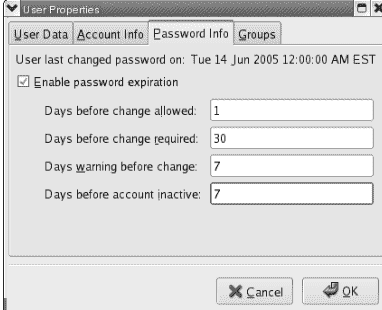 User Properties
User Data Account Info Password Info Groups
User last changed password on: Tue 14 Jun 2005 12:00:00 AM EST
Enable password expiration
Days before change allowed: 1
Days before change required: 30
Days warning before change: 7
Days before account inactive: 7
Cancel OK